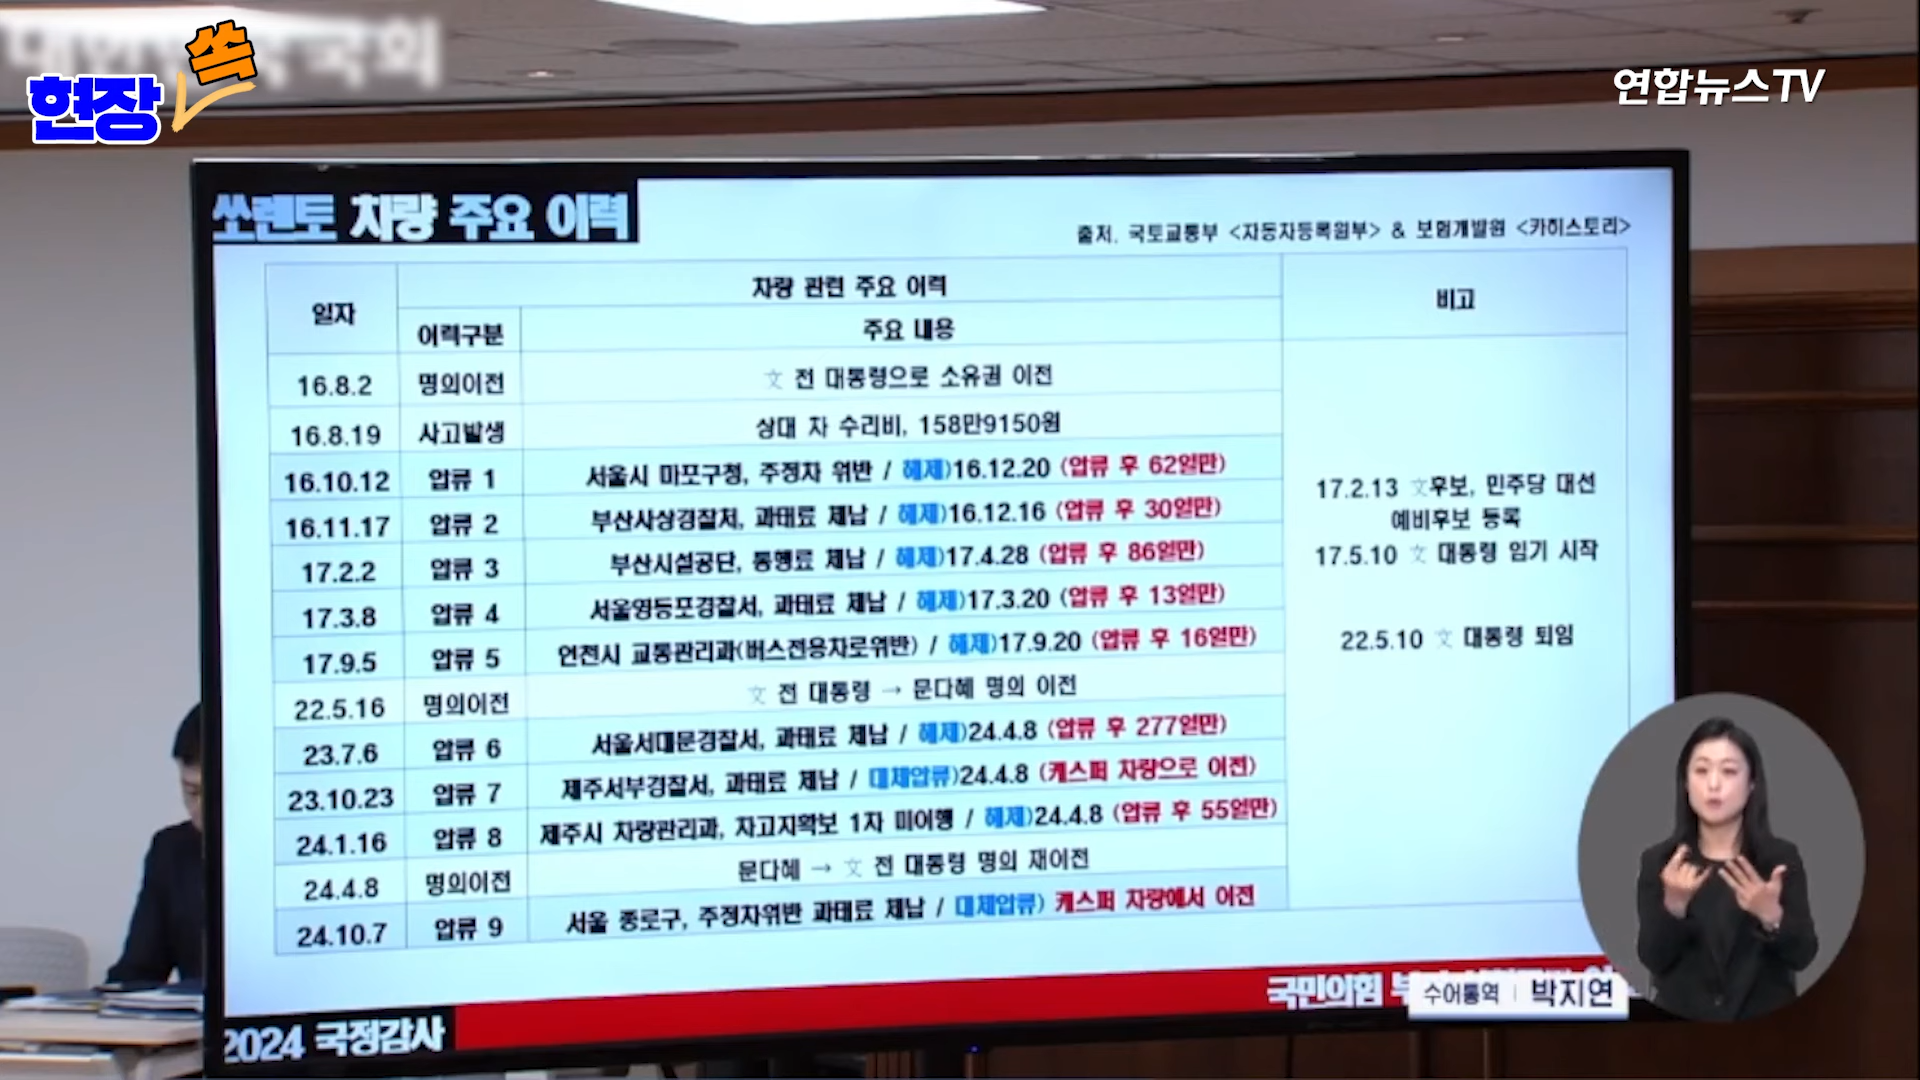 대한민국국회
현장 쏙
연합뉴스TV
쏘렌토 차량 주요 이력
출저. 국토교통부 <자동차등록원부> & 보험개발원 <카히스토리>
일자 차량 관련 주요 이력 비고
이력구분 주요 내용
16.8.2 명의이전 文 전 대통령으로 소유권 이전
16.8.19 사고발생 상대 차 수리비, 158만9150원
16.10.12 압류 1 서울시 마포구청, 주정차 위반 / 해제)16.12.20 (압류 후 62일만)
16.11.17 압류 2 부산사상경찰저, 과태료 체납 / 해제)16.12.16 (압류 후 30일만)
17.2.2 압류 3 부산시설공단, 통행료 체납 / 해제)17.4.28 (압류 후 86일만)
17.3.8 압류 4 서울영등포경찰서, 과태료 체납 / 해제)17.3.20 (압류 후 13일만)
17.9.5 압류 5 인천시 교통관리과(버스전용차로위반) / 해제)17.9.20 (압류 후 16일만)
22.5.16 명의이전 文 전 대통령 → 문다혜 명의 이전
23.7.6 압류 6 서울서대문경찰서, 과태료 체납 / 해제)24.4.8 (압류 후 277일만)
23.10.23 압류 7 제주서부경찰서, 과태료 체납 / 대체압류)24.4.8 (캐스퍼 차량으로 이전)
24.1.16 압류 8 제주시 차량관리과, 차고지확보 1차 미이행 / 해제)24.4.8 (압류 후 55일만)
24.4.8 명의이전 문다혜 → 文 전 대통령 명의 재이전
24.10.7 압류 9 서울 종로구, 주정차위반 과태료 체납 / 대체압류) 캐스퍼 차량에서 이전
17.2.13 文후보, 민주당 대선
예비후보 등록
17.5.10 文 대통령 임기 시작
22.5.10 文 대통령 퇴임
2024 국정감사
국민의힘
수어통역 | 박지연